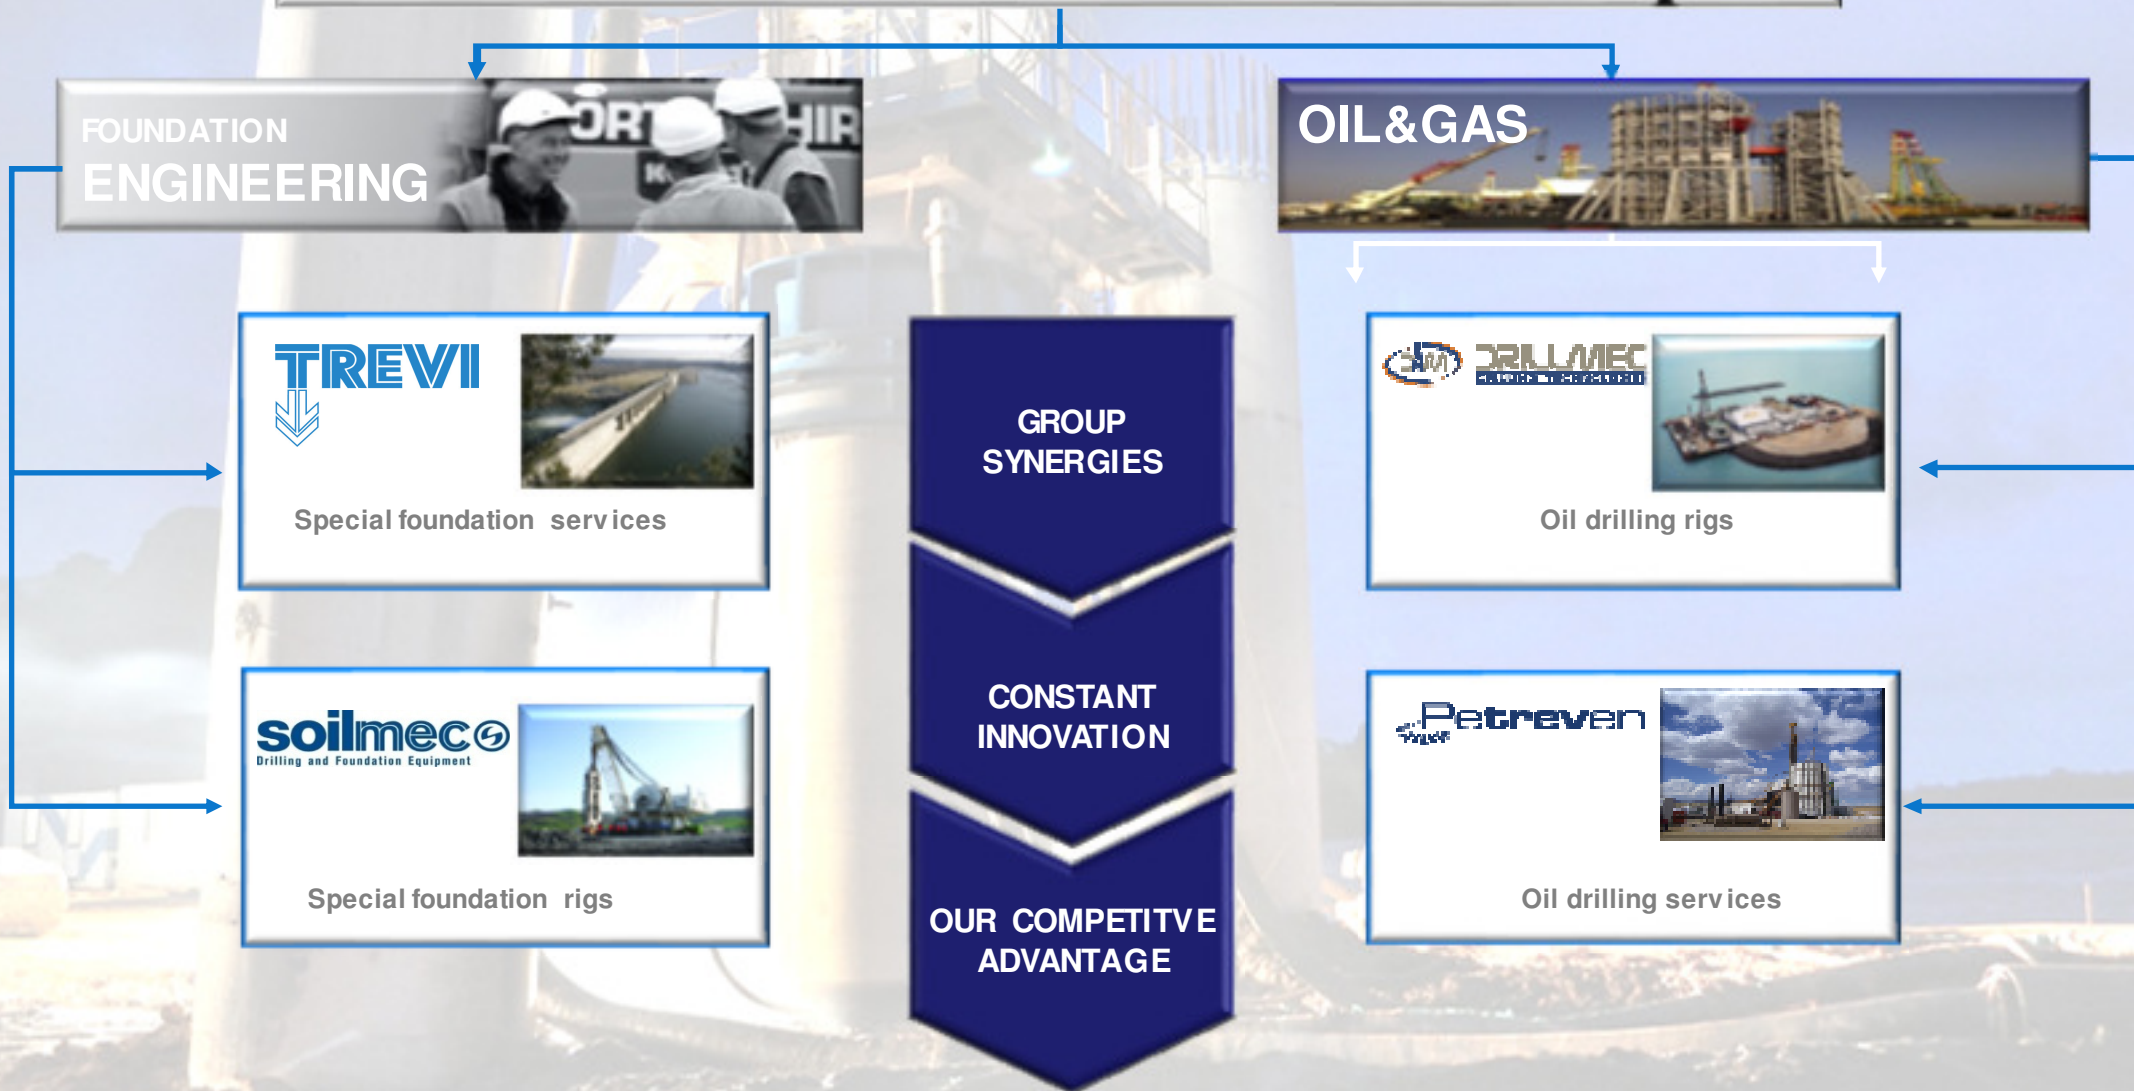 FOUNDATION
ENGINEERING
OIL&GAS
TREVI
Special foundation services
soilmec
Drilling and Foundation Equipment
Special foundation rigs
GROUP
SYNERGIES
CONSTANT
INNOVATION
OUR COMPETITVE
ADVANTAGE
DRILLMEC
Oil drilling rigs
Petreven
Oil drilling services